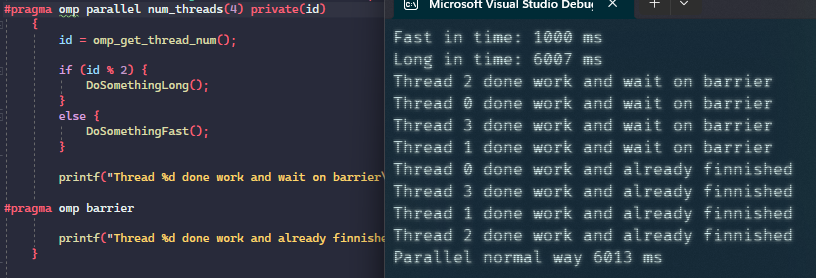 #pragma omp parallel num_threads(4) private(id)
{
id = omp_get_thread_num();
if (id % 2) {
DoSomethingLong();
}
else {
DoSomethingFast();
}
printf("Thread %d done work and wait on barrier\
#pragma omp barrier
printf("Thread %d done work and already finnishe
}
Microsoft Visual Studio Debu
Fast in time: 1000 ms
Long in time: 6007 ms
Thread 2 done work and wait on barrier
Thread 0 done work and wait on barrier
Thread 3 done work and wait on barrier
Thread 1 done work and wait on barrier
Thread 0 done work and already finnished
Thread 3 done work and already finnished
Thread 1 done work and already finnished
Thread 2 done work and already finnished
Parallel normal way 6013 ms